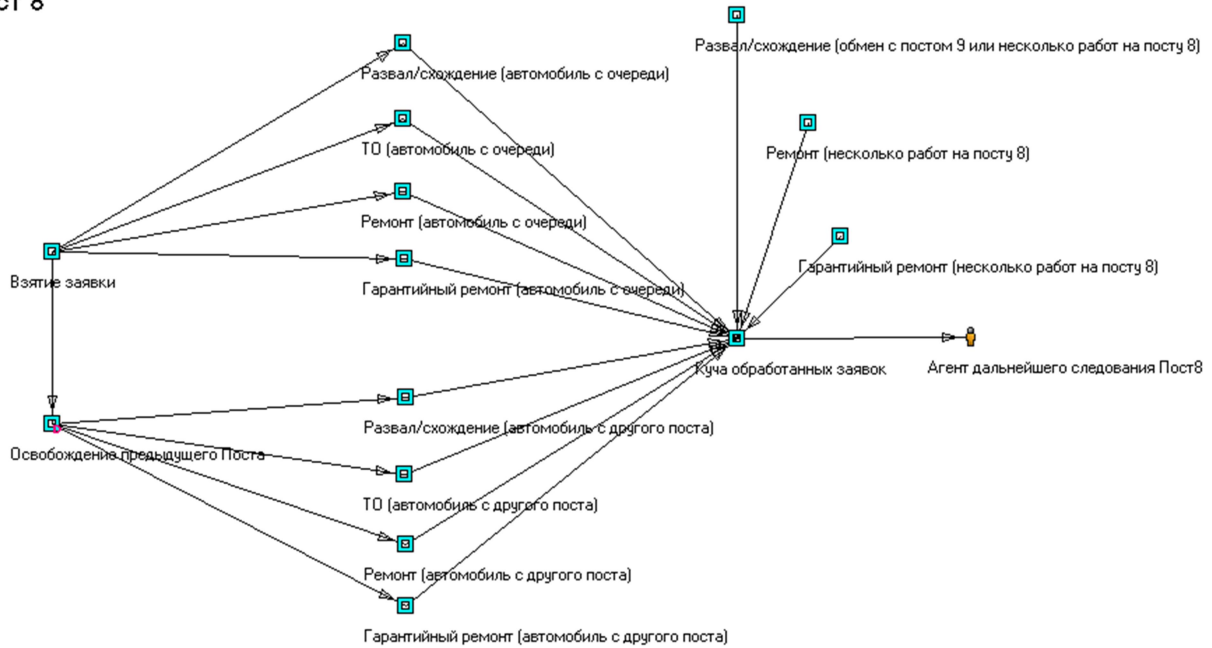 8
Развал/схождение (обмен с постом 9 или несколько работ на посту 8)
Развал/схождение (автомобиль с очереди)
ТО (автомобиль с очереди)
Ремонт (несколько работ на посту 8)
Ремонт (автомобиль с очереди)
Гарантийный ремонт (несколько работ на посту 8)
Взятие заявки
Гарантийный ремонт (автомобиль с очереди)
Куча обработанных заявок
Агент дальнейшего следования Пост8
Развал/схождение (автомобиль с другого поста)
Освобождение предыдущего Поста
ТО (автомобиль с другого поста)
Ремонт (автомобиль с другого поста)
Гарантийный ремонт (автомобиль с другого поста)